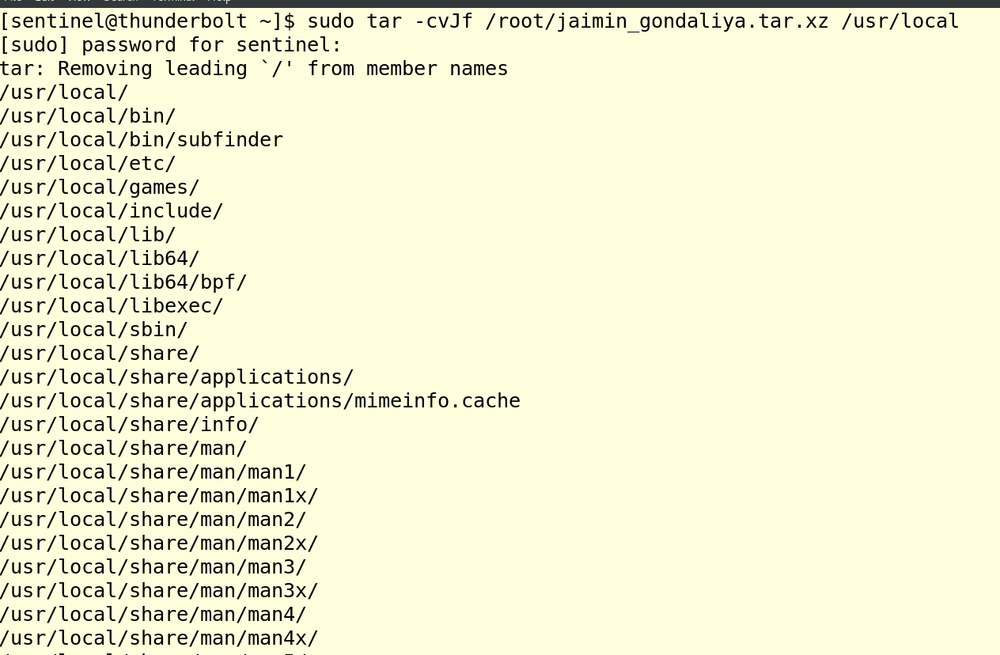 [sentinel@thunderbolt ~]$ sudo tar -cvJf /root/jaimin_gondaliya.tar.xz /usr/local
[sudo] password for sentinel:
tar: Removing leading `/' from member names
/usr/local/
/usr/local/bin/
/usr/local/bin/subfinder
/usr/local/etc/
/usr/local/games/
/usr/local/include/
/usr/local/lib/
/usr/local/lib64/
/usr/local/lib64/bpf/
/usr/local/libexec/
/usr/local/sbin/
/usr/local/share/
/usr/local/share/applications/
/usr/local/share/applications/mimeinfo.cache
/usr/local/share/info/
/usr/local/share/man/
/usr/local/share/man/man1/
/usr/local/share/man/man1x/
/usr/local/share/man/man2/
/usr/local/share/man/man2x/
/usr/local/share/man/man3/
/usr/local/share/man/man3x/
/usr/local/share/man/man4/
/usr/local/share/man/man4x/